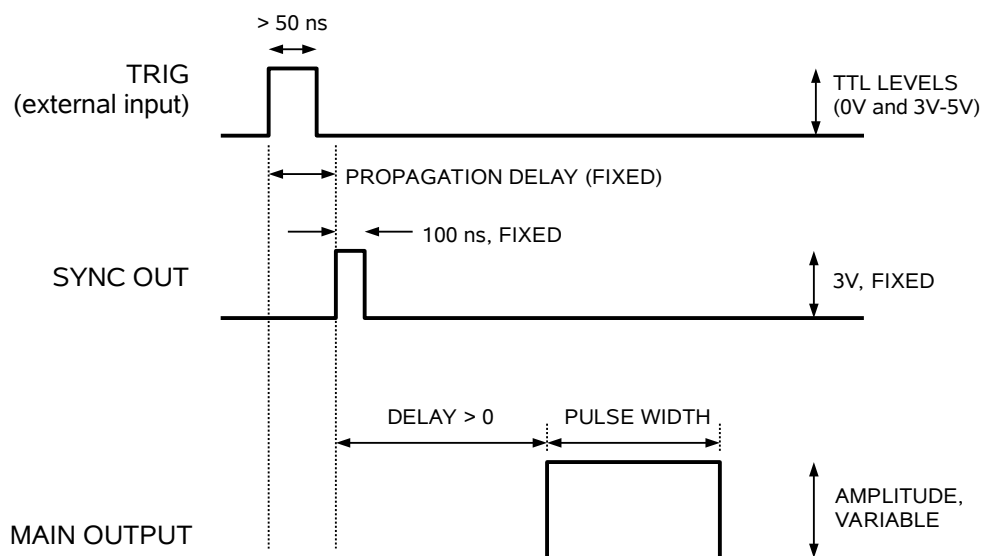 > 50 ns
TRIG
(external input)
TTL LEVELS
(0V and 3V-5V)
PROPAGATION DELAY (FIXED)
100 ns, FIXED
SYNC OUT
3V, FIXED
DELAY > 0
PULSE WIDTH
AMPLITUDE,
VARIABLE
MAIN OUTPUT